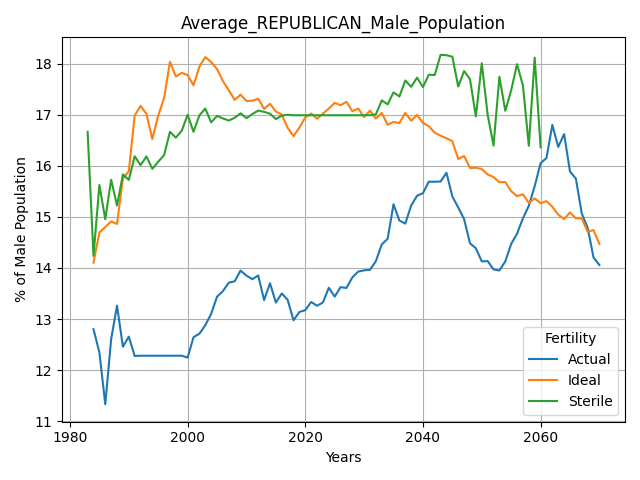 Average_REPUBLICAN_Male_Population
% of Male Population
18
17
16
15
14
13
12
11
1980
2000
2020
2040
2060
Years
Fertility
Actual
Ideal
Sterile